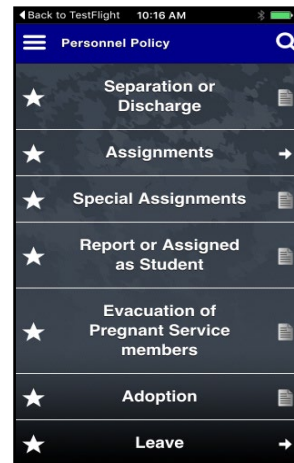 Back to TestFlight 10:16 AM
Personnel Policy
Separation or
Discharge
Assignments
Special Assignments
Report or Assigned
as Student
Evacuation of
Pregnant Service
members
Adoption
Leave